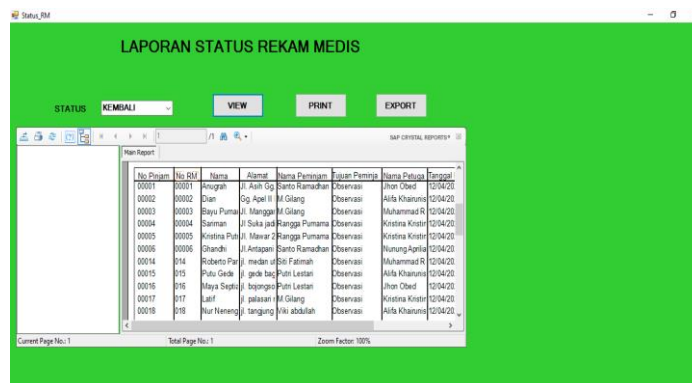 Status_RM
LAPORAN STATUS REKAM MEDIS
STATUS KEMBALI VIEW PRINT EXPORT
1 /1 SAP CRYSTAL REPORTS
Main Report
No Pinjam No RM Nama Alamat Nama Peminjam Tujuan Peminja Nama Petuga Tanggal
00001 00001 Anugrah Jl. Asih Gg. Santo Ramadhan Observasi Jhon Obed 12/04/20
00002 00002 Dian Gg. Apel II M.Gilang Observasi Alifa Khairunis 12/04/20
00003 00003 Bayu Purna Jl. Manggar M.Gilang Observasi Muhammad R 12/04/20
00004 00004 Sariman Jl Suka jadi Rangga Purnama Observasi Kristina Kristin 12/04/20
00005 00005 Kristina Putr Jl. Mawar 2 Rangga Purnama Observasi Kristina Kristin 12/04/20
00006 00006 Ghandhi Jl.Antapani Santo Ramadhan Observasi Nunung Aprilia 12/04/20
00014 014 Roberto Par jl. medan ut Siti Fatimah Observasi Muhammad R 12/04/20
00015 015 Putu Gede jl. gede bag Putri Lestari Observasi Alifa Khairunis 12/04/20
00016 016 Maya Septia jl. bojongso Putri Lestari Observasi Jhon Obed 12/04/20
00017 017 Latif jl. palasari M.Gilang Observasi Kristina Kristin 12/04/20
00018 018 Nur Neneng jl. tangjung Viki abdullah Observasi Alifa Khairunis 12/04/20
Current Page No.: 1 Total Page No.: 1 Zoom Factor: 100%